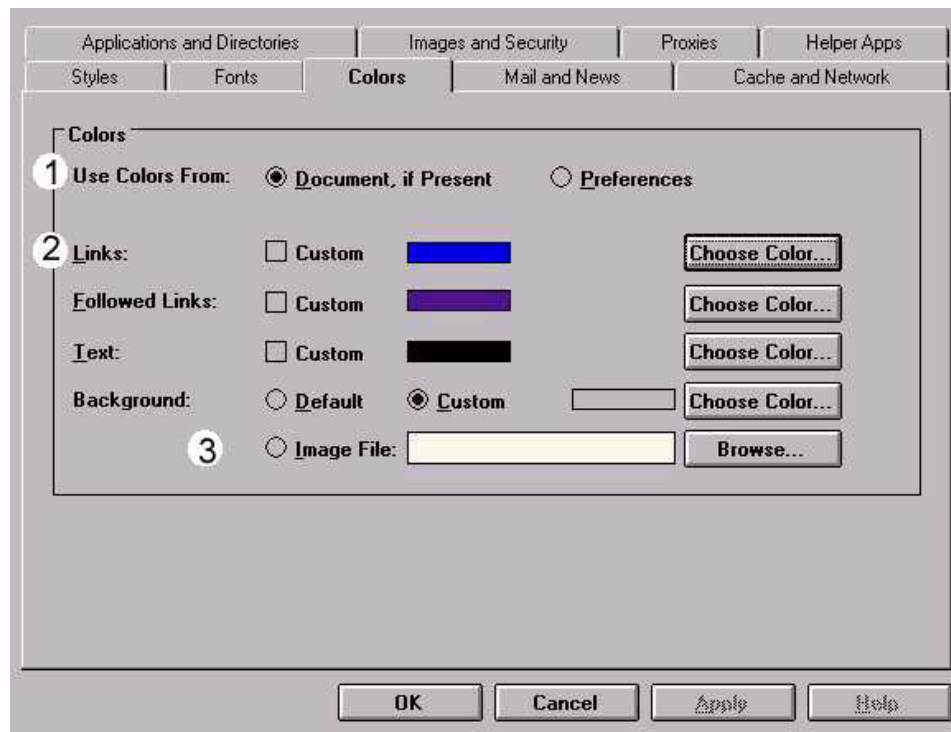 Applications and Directories Images and Security Proxies Helper Apps
Styles Fonts Colors Mail and News Cache and Network
Colors
1 Use Colors From: Document, if Present Preferences
2 Links: Custom Choose Color...
Followed Links: Custom Choose Color...
Text: Custom Choose Color...
Background: Default Custom Choose Color...
3 Image File: Browse...
OK Cancel Apply Help